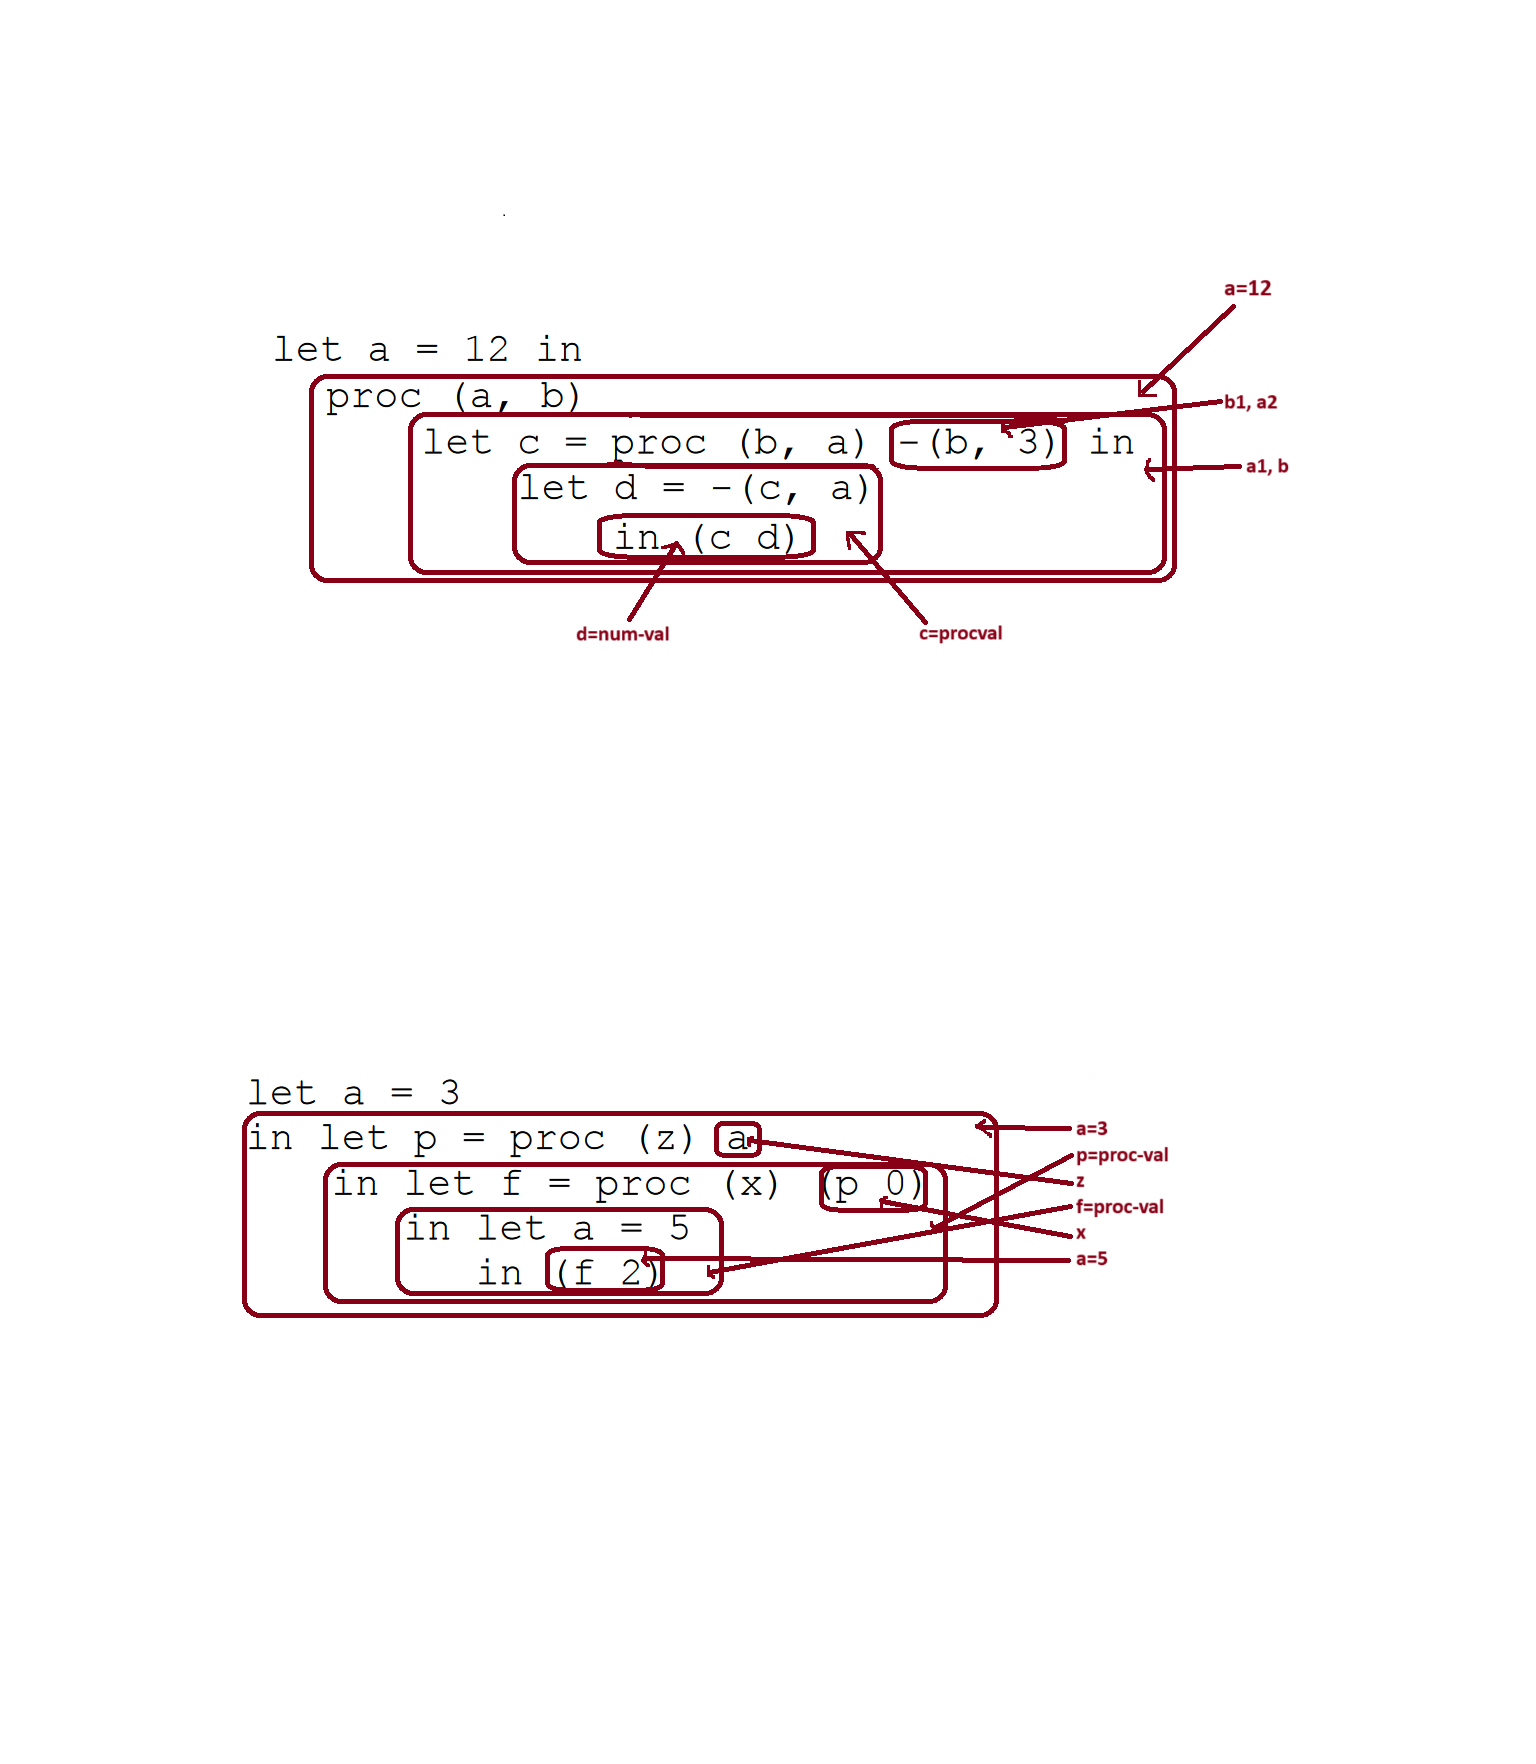 a=12
let a = 12 in
proc (a, b)
b1, a2
let c = proc (b, a) -(b, 3) in
a1, b
let d = -(c, a)
in (c d)
d=num-val
c=procval
let a = 3
in let p = proc (z) a
a=3
p=proc-val
z
in let f = proc (x) (p 0)
f=proc-val
in let a = 5
x
a=5
in (f 2)